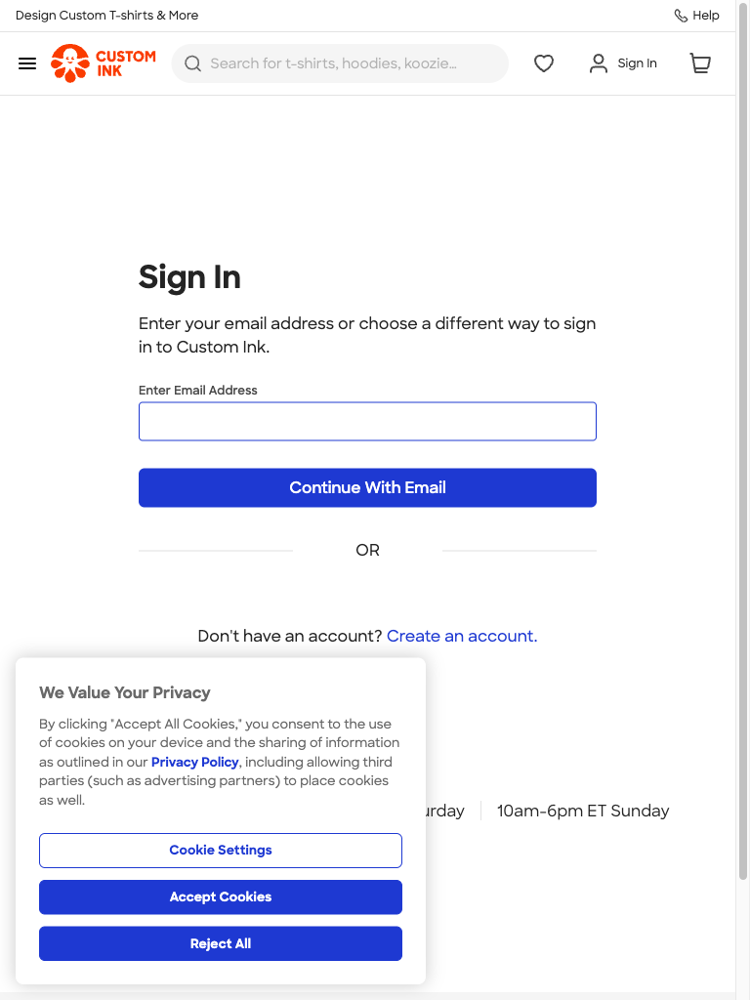 Design Custom T-shirts & More
Help
CUSTOM
INK
Search for t-shirts, hoodies, koozie...
Sign In
Sign In
Enter your email address or choose a different way to sign
in to Custom Ink.
Enter Email Address
Continue With Email
OR
Don't have an account? Create an account.
We Value Your Privacy
By clicking "Accept All Cookies," you consent to the use
of cookies on your device and the sharing of information
as outlined in our Privacy Policy, including allowing third
parties (such as advertising partners) to place cookies
as well.
10am-6pm ET Sunday
Cookie Settings
Accept Cookies
Reject All